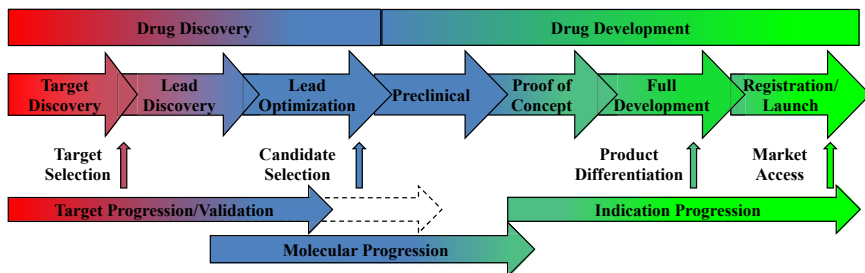 Drug Discovery
Drug Development
Target
Discovery
Lead
Discovery
Lead
Optimization
Preclinical
Proof of
Concept
Full
Development
Registration/
Launch
Target
Selection
Candidate
Selection
Product
Differentiation
Market
Access
Target Progression/Validation
Indication Progression
Molecular Progression